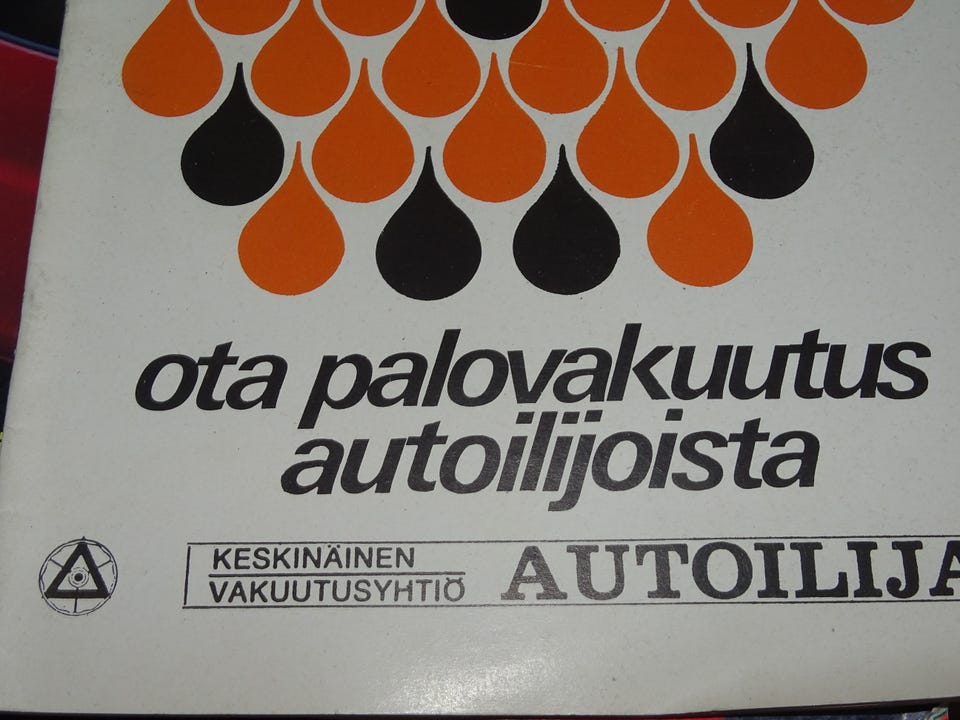 ota palovakuutus
autoilijoista
KESKINÄINEN
VAKUUTUSYHTIÖ
AUTOILIJA